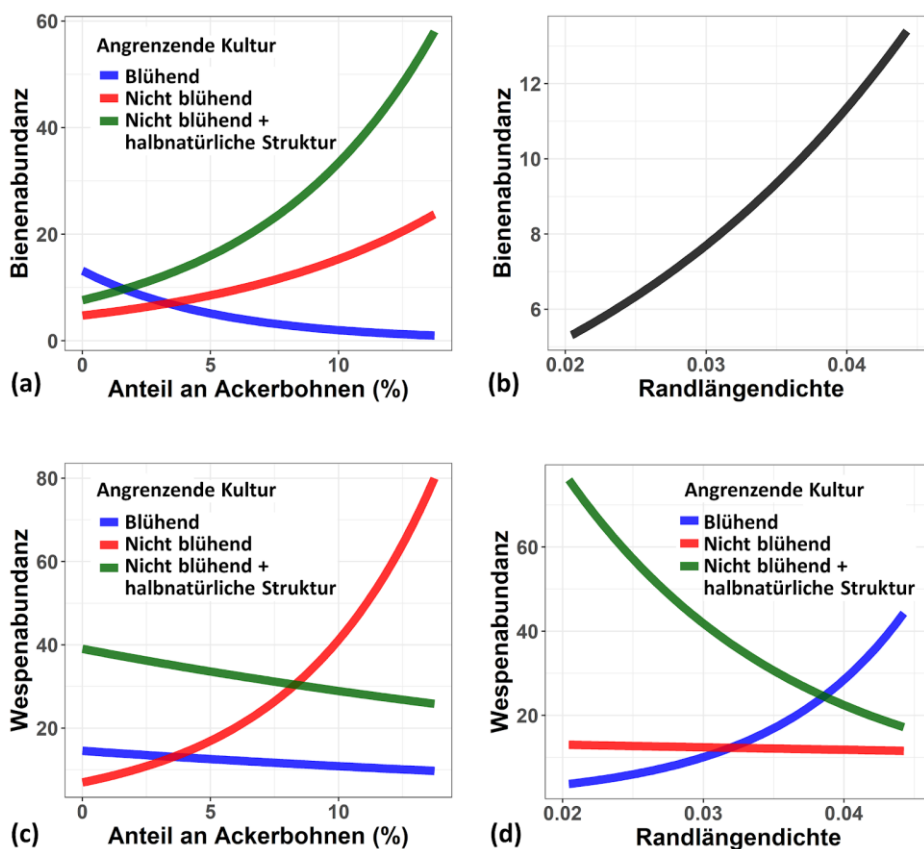 60
40
20
0
Bienenabundanz
Angrenzende Kultur
Blühend
Nicht blühend
Nicht blühend +
halbnatürliche Struktur
0 5 10
(a) Anteil an Ackerbohnen (%)
12
10
8
6
Bienenabundanz
0.02 0.03 0.04
(b) Randlängendichte
80
60
40
20
Wespenabundanz
Angrenzende Kultur
Blühend
Nicht blühend
Nicht blühend +
halbnatürliche Struktur
0 5 10
(c) Anteil an Ackerbohnen (%)
60
40
20
Wespenabundanz
Angrenzende Kultur
Blühend
Nicht blühend
Nicht blühend +
halbnatürliche Struktur
0.02 0.03 0.04
(d) Randlängendichte